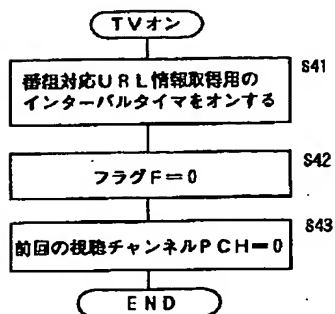 TVオン
番組対応URL情報取得用の
インターバルタイマをオンする
S41
フラグF=0
S42
前回の視聴チャンネルPCH=0
S43
END